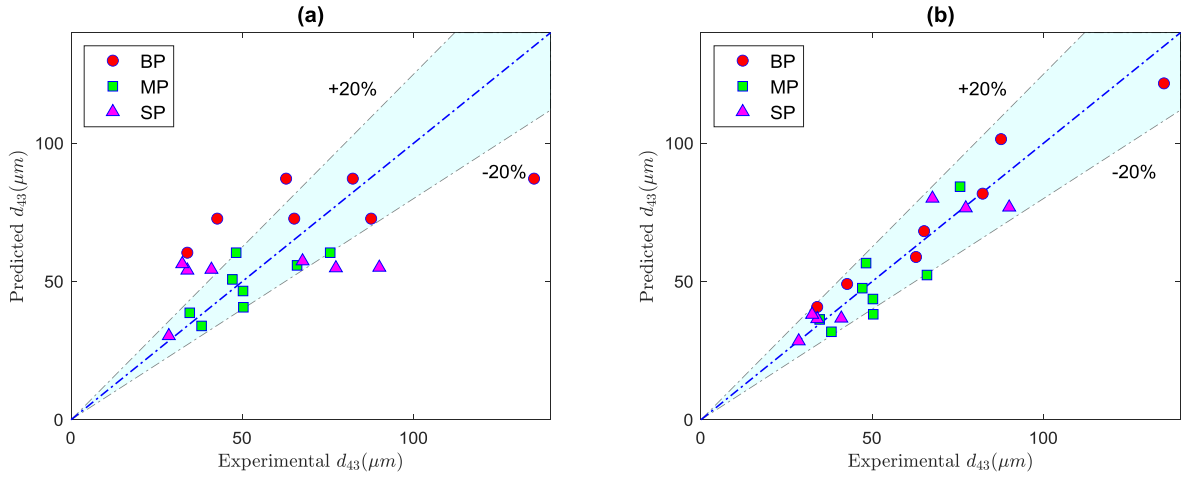 (a)
BP
MP
SP
+20%
-20%
100
50
0
0
50
100
Predicted d43(μm)
Experimental d43(μm)
(b)
BP
MP
SP
+20%
-20%
100
50
0
0
50
100
Predicted d43(μm)
Experimental d43(μm)